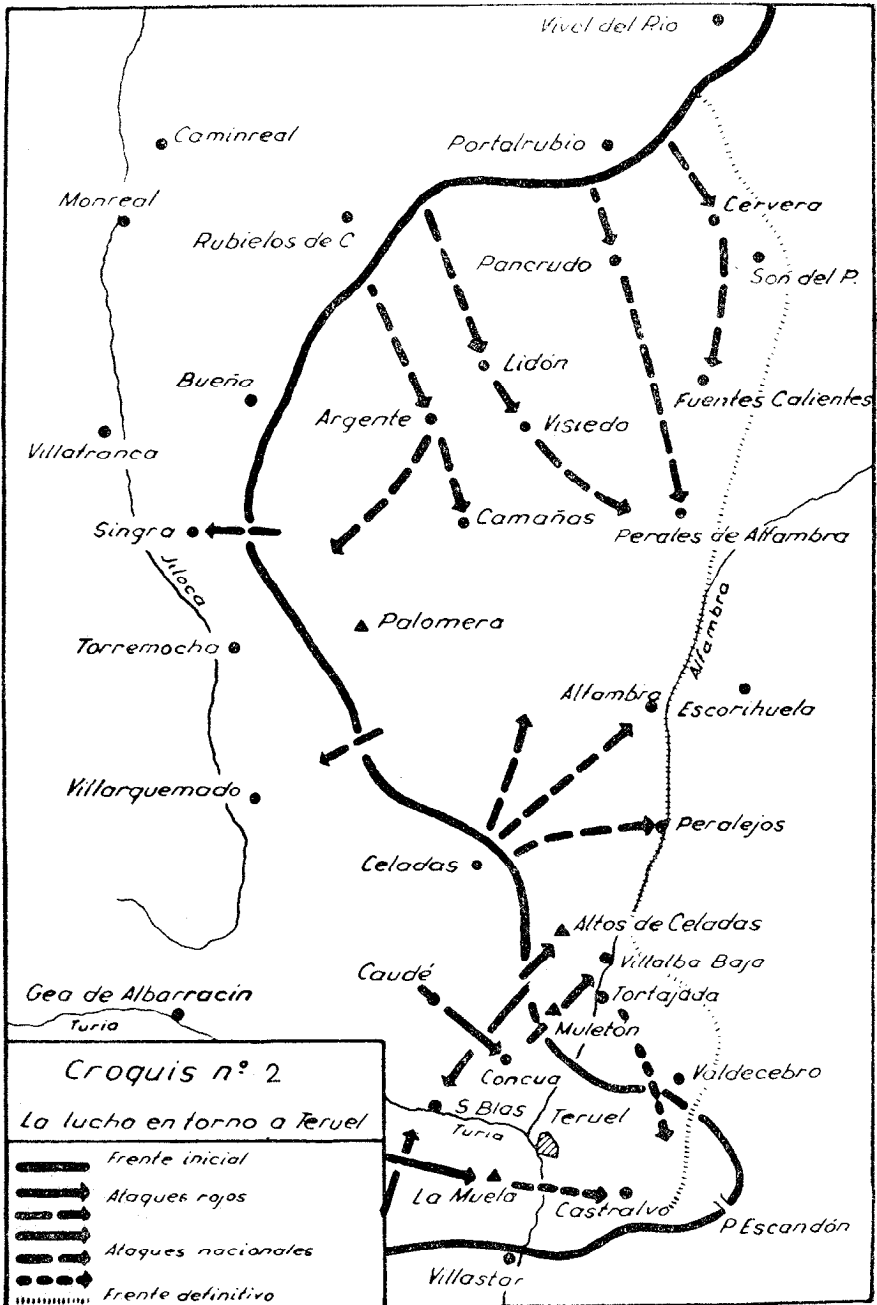 Vivel del Rio
Caminreal
Portalrubio
Monreal
Rubielos de C.
Cervera
Pancrudo
Son del P.
Lidón
Bueña
Fuentes Calientes
Argente
Visiedo
Villafranca
Singra
Camañas
Perales de Alfambra
Jiloca
Palomera
Torremocha
Alfambra
Alfambra
Escorihuela
Villarquemado
Peralejos
Celadas
Altos de Celadas
Caudé
Villalba Baja
Gea de Albarracín
Tortajada
Turia
Muletón
Concua
Valdecebro
Croquis nº 2
S. Blas
La lucha en torno a Teruel
Turia
Teruel
Frente inicial
Ataques rojos
La Muela
Castralvo
P. Escandón
Ataques nacionales
Villastar
Frente definitivo